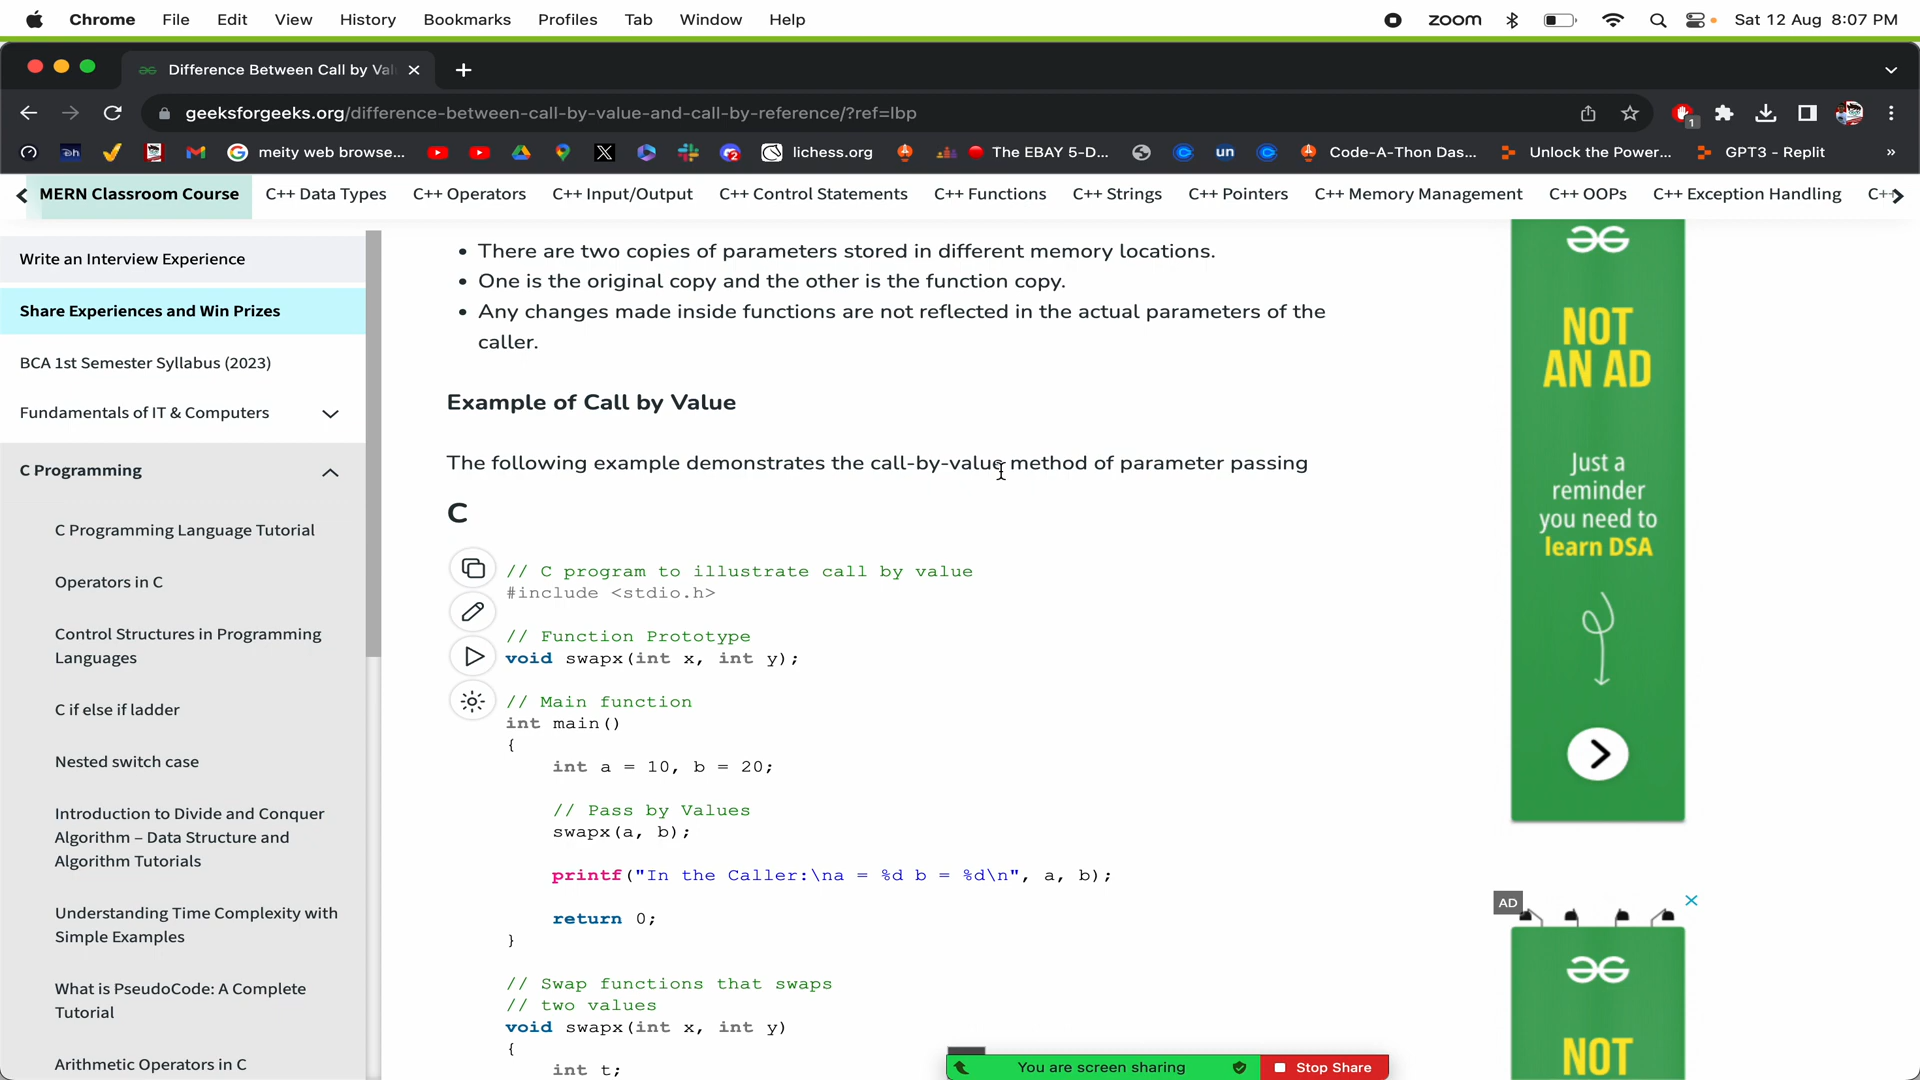 Chrome File Edit View History Bookmarks Profiles Tab Window Help
zoom Sat 12 Aug 8:07 PM
Difference Between Call by Val
geeksforgeeks.org/difference-between-call-by-value-and-call-by-reference/?ref=lbp
1
meity web browse... lichess.org The EBAY 5-D... un Code-A-Thon Das... Unlock the Power... GPT3 - Replit »
MERN Classroom Course C++ Data Types C++ Operators C++ Input/Output C++ Control Statements C++ Functions C++ Strings C++ Pointers C++ Memory Management C++ OOPs C++ Exception Handling C++
Write an Interview Experience
Share Experiences and Win Prizes
BCA 1st Semester Syllabus (2023)
Fundamentals of IT & Computers
C Programming
C Programming Language Tutorial
Operators in C
Control Structures in Programming
Languages
C if else if ladder
Nested switch case
Introduction to Divide and Conquer
Algorithm – Data Structure and
Algorithm Tutorials
Understanding Time Complexity with
Simple Examples
What is PseudoCode: A Complete
Tutorial
Arithmetic Operators in C
• There are two copies of parameters stored in different memory locations.
• One is the original copy and the other is the function copy.
• Any changes made inside functions are not reflected in the actual parameters of the
caller.
Example of Call by Value
The following example demonstrates the call-by-value method of parameter passing
C
// C program to illustrate call by value
#include <stdio.h>
// Function Prototype
void swapx(int x, int y);
// Main function
int main()
{
int a = 10, b = 20;
// Pass by Values
swapx(a, b);
printf("In the Caller:\na = %d b = %d\n", a, b);
return 0;
}
// Swap functions that swaps
// two values
void swapx(int x, int y)
{
int t;
NOT
AN AD
Just a
reminder
you need to
learn DSA
AD
NOT
You are screen sharing
Stop Share